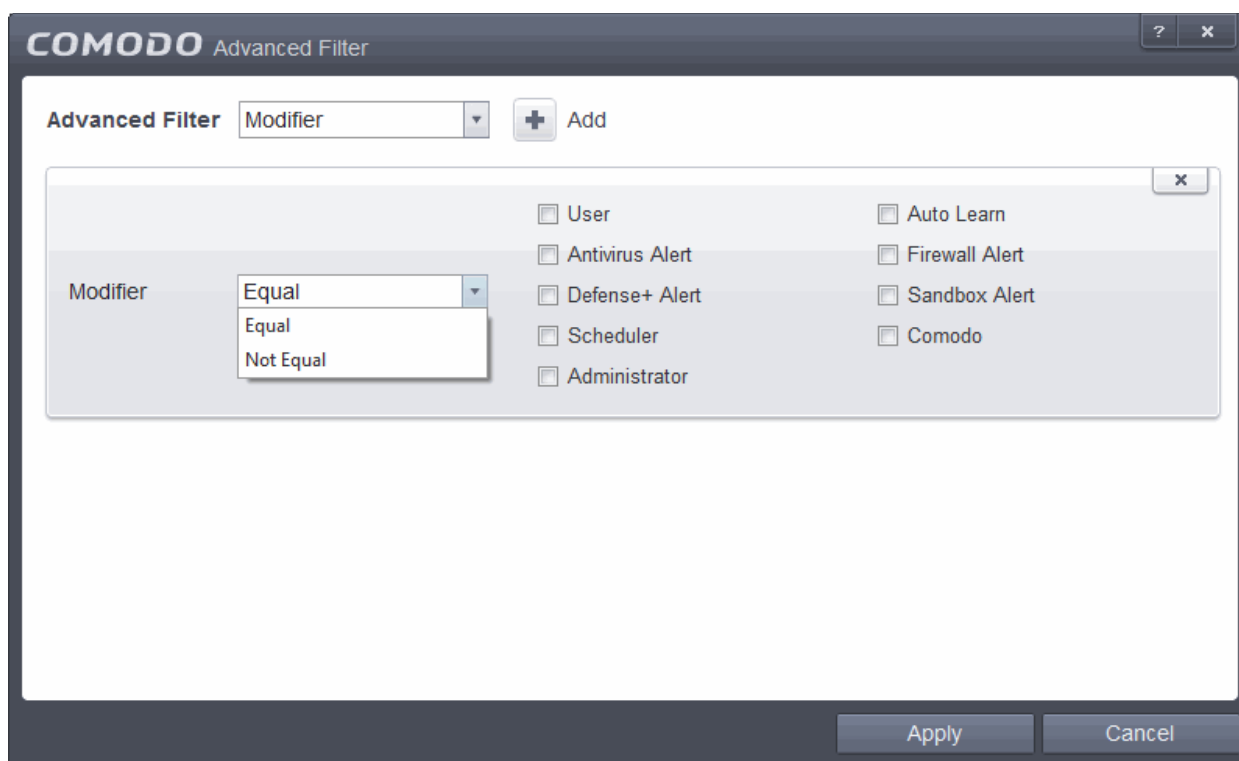 COMODO Advanced Filter ? x
Advanced Filter Modifier + Add
x
User Auto Learn
Antivirus Alert Firewall Alert
Modifier Equal Defense+ Alert Sandbox Alert
Equal
Scheduler Comodo
Not Equal
Administrator
Apply Cancel